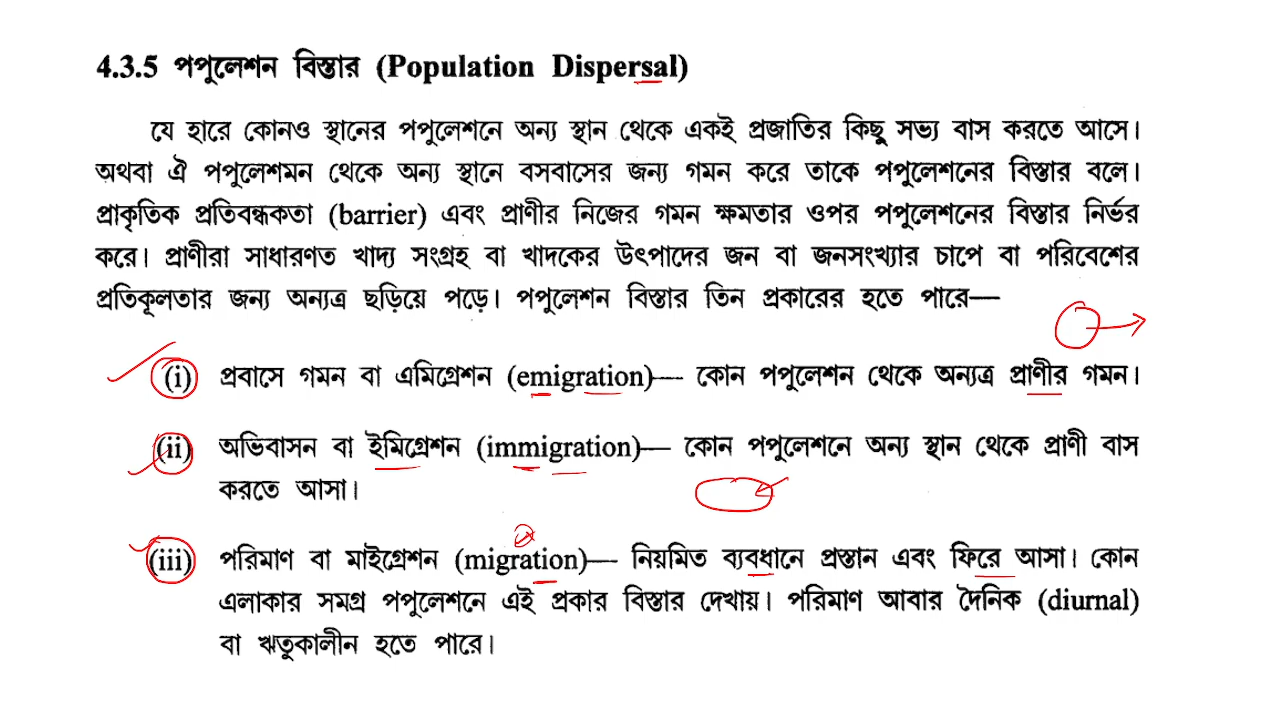 4.3.5 পপুলেশন বিস্তার (Population Dispersal)
যে হারে কোনও স্থানের পপুলেশনে অন্য স্থান থেকে একই প্রজাতির কিছু সভ্য বাস করতে আসে।
অথবা ঐ পপুলেশমন থেকে অন্য স্থানে বসবাসের জন্য গমন করে তাকে পপুলেশনের বিস্তার বলে।
প্রাকৃতিক প্রতিবন্ধকতা (barrier) এবং প্রাণীর নিজের গমন ক্ষমতার ওপর পপুলেশনের বিস্তার নির্ভর
করে। প্রাণীরা সাধারণত খাদ্য সংগ্রহ বা খাদকের উৎপাদের জন বা জনসংখ্যার চাপে বা পরিবেশের
প্রতিকূলতার জন্য অন্যত্র ছড়িয়ে পড়ে। পপুলেশন বিস্তার তিন প্রকারের হতে পারে—
(i) প্রবাসে গমন বা এমিগ্রেশন (emigration)— কোন পপুলেশন থেকে অন্যত্র প্রাণীর গমন।
(ii) অভিবাসন বা ইমিগ্রেশন (immigration)— কোন পপুলেশনে অন্য স্থান থেকে প্রাণী বাস
করতে আসা।
(iii) পরিমাণ বা মাইগ্রেশন (migration)— নিয়মিত ব্যবধানে প্রস্তান এবং ফিরে আসা। কোন
এলাকার সমগ্র পপুলেশনে এই প্রকার বিস্তার দেখায়। পরিমাণ আবার দৈনিক (diurnal)
বা ঋতুকালীন হতে পারে।